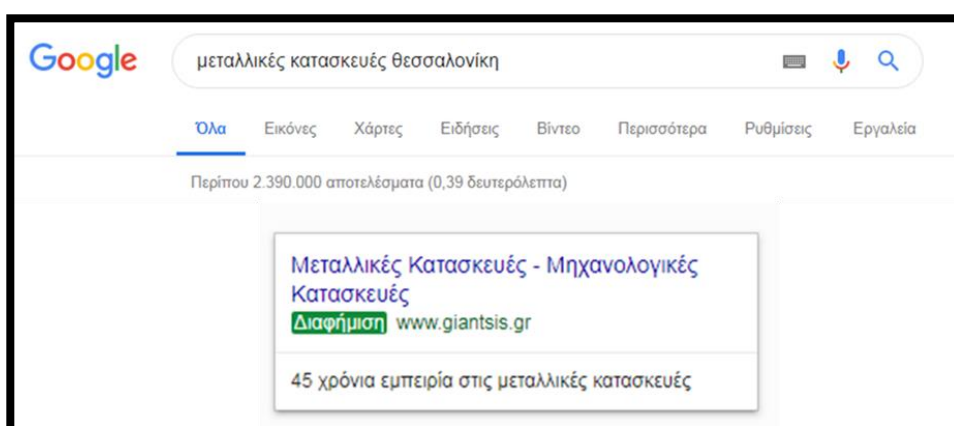 Google
μεταλλικές κατασκευές θεσσαλονίκη
Όλα Εικόνες Χάρτες Ειδήσεις Βίντεο Περισσότερα Ρυθμίσεις Εργαλεία
Περίπου 2.390.000 αποτελέσματα (0,39 δευτερόλεπτα)
Μεταλλικές Κατασκευές - Μηχανολογικές
Κατασκευές
Διαφήμιση www.giantsis.gr
45 χρόνια εμπειρία στις μεταλλικές κατασκευές